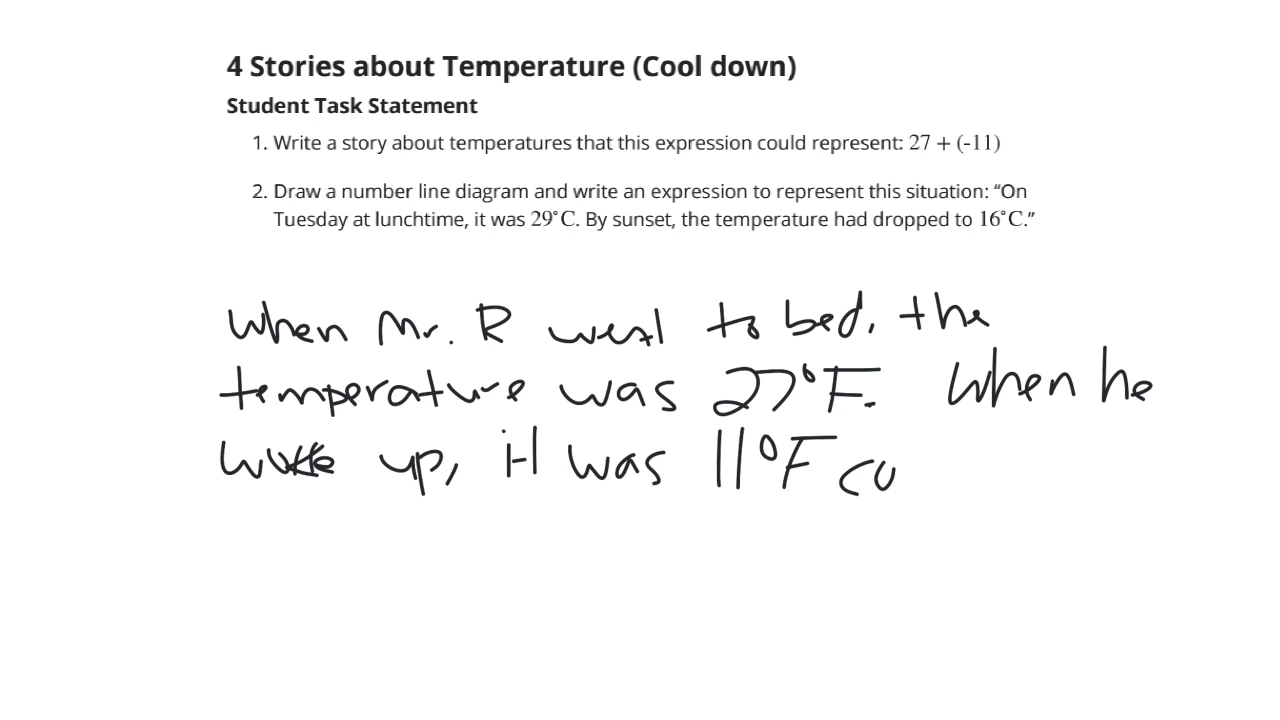 4 Stories about Temperature (Cool down)
Student Task Statement
1. Write a story about temperatures that this expression could represent: 27 + (-11)
2. Draw a number line diagram and write an expression to represent this situation: “On
Tuesday at lunchtime, it was 29°C. By sunset, the temperature had dropped to 16°C.”
When Mr. R went to bed, the
temperature was 27°F. When he
woke up, it was 11°F co